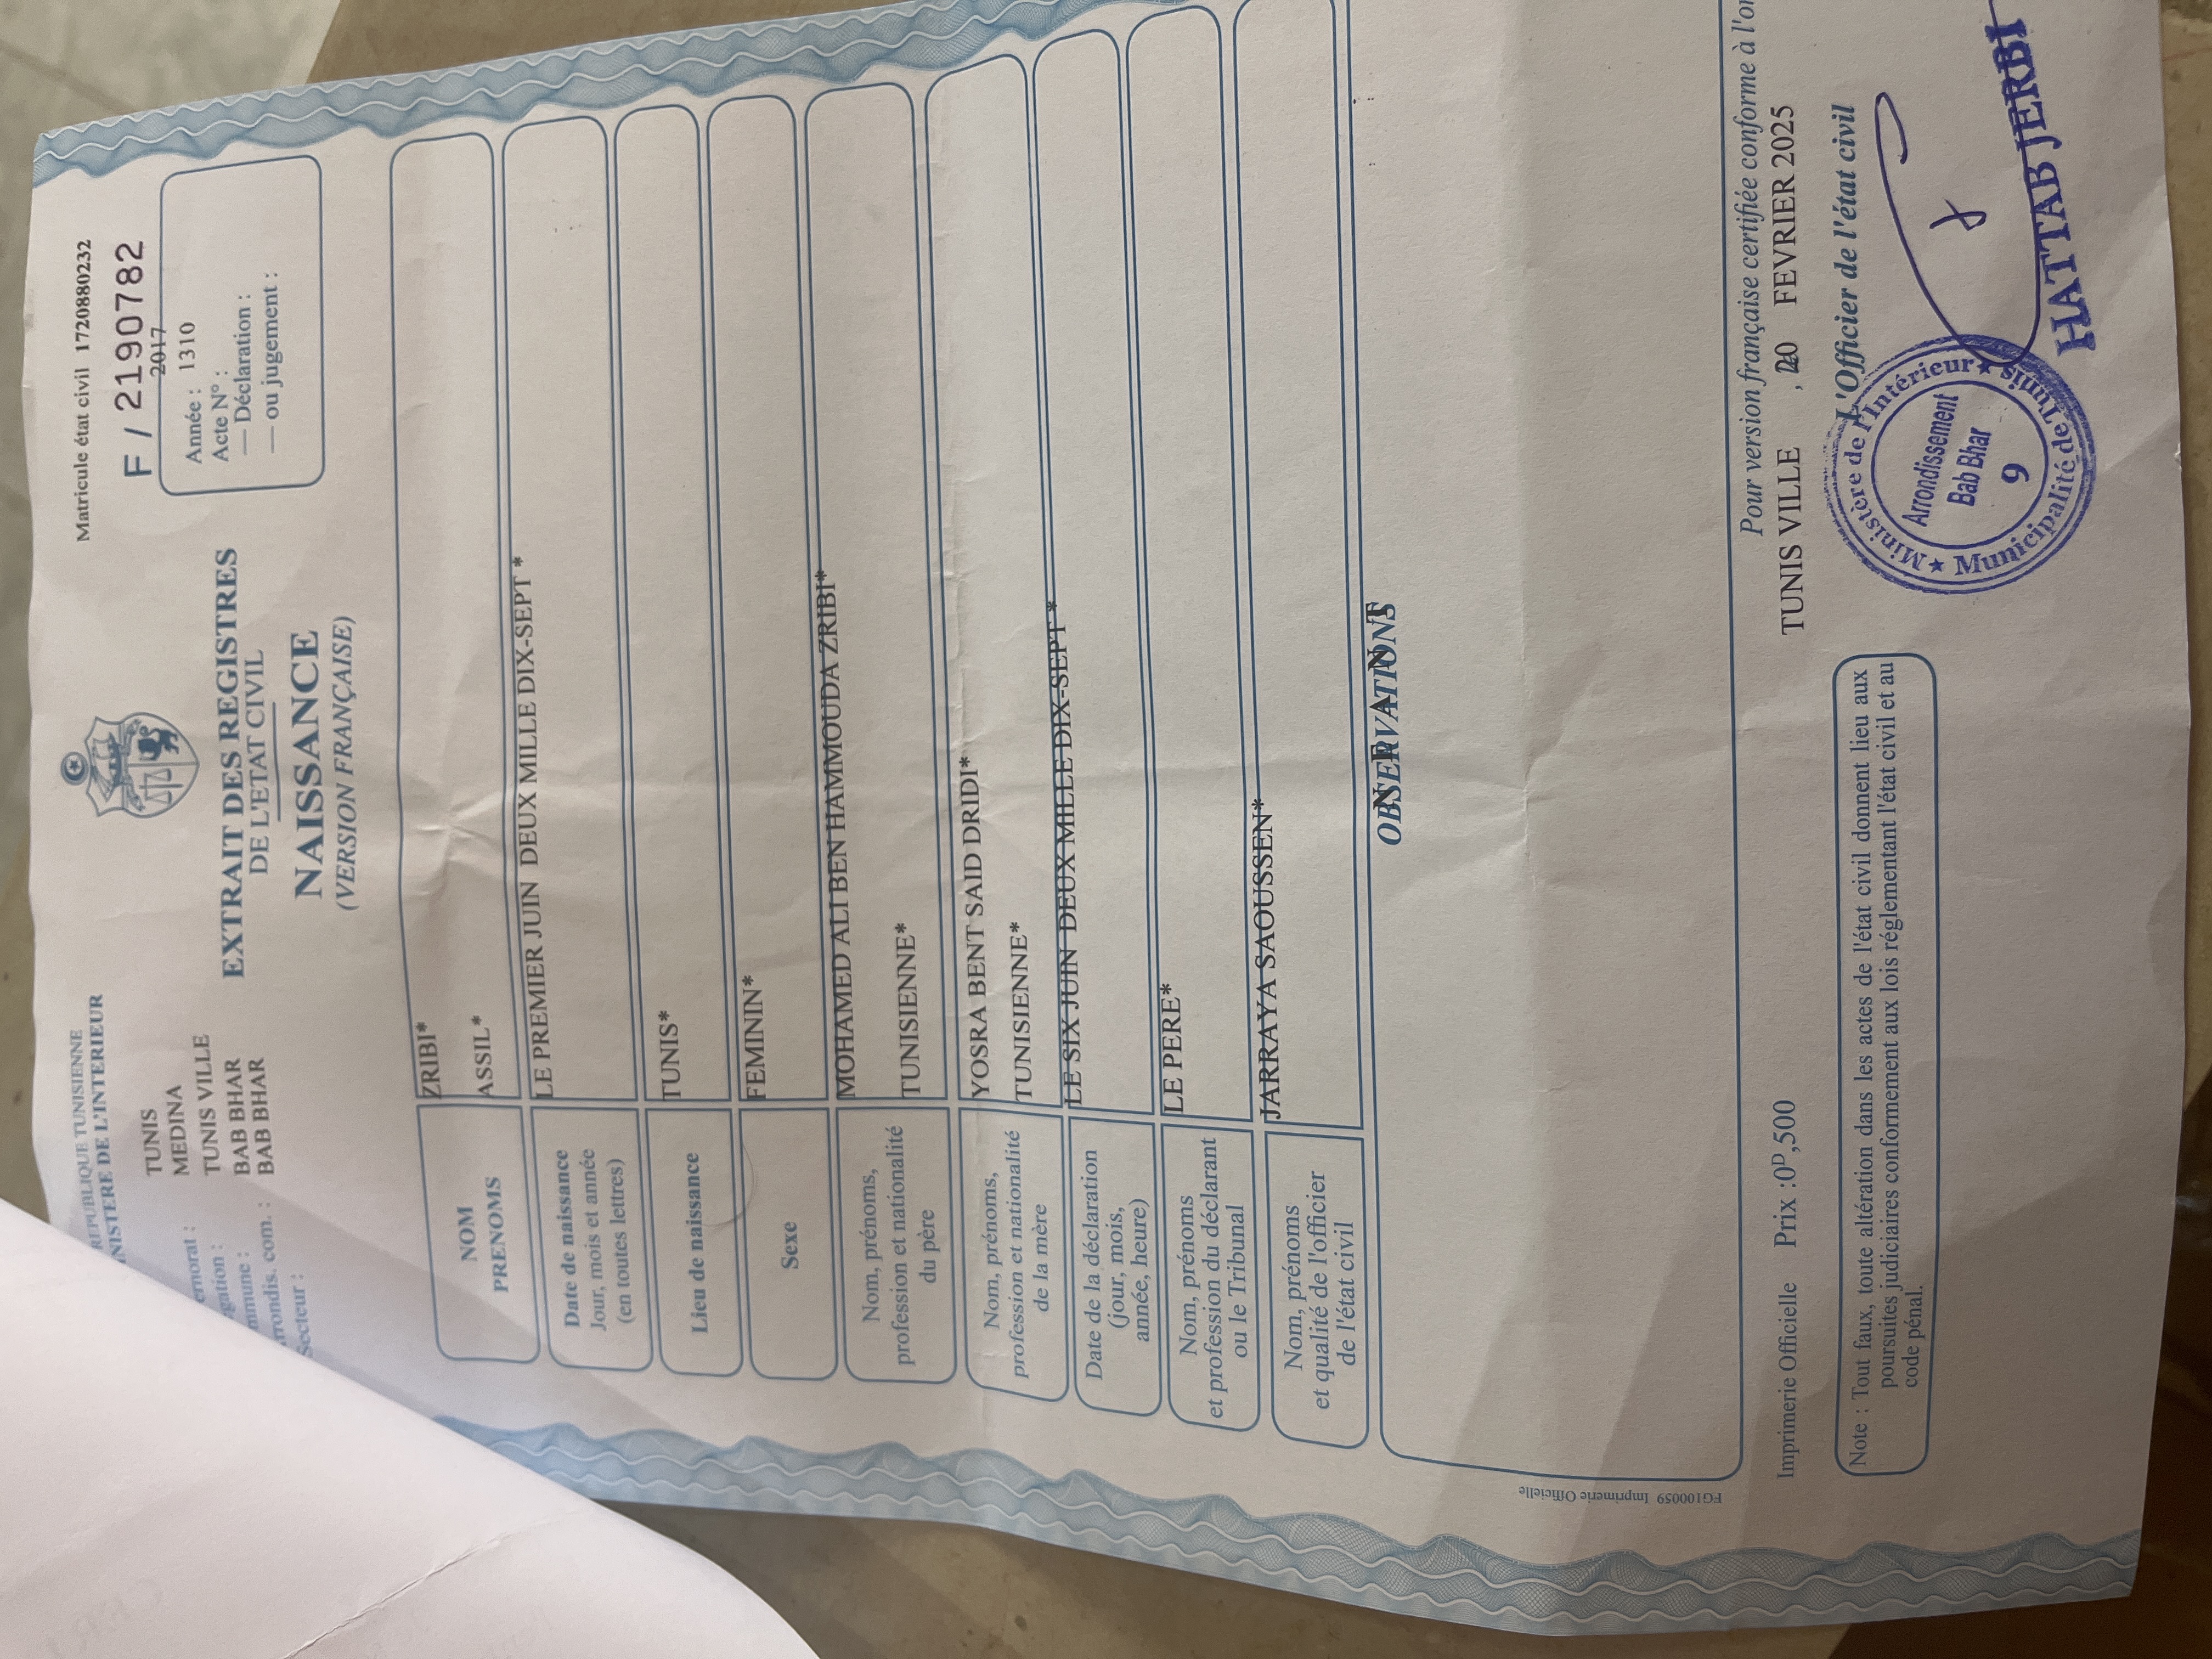 REPUBLIQUE TUNISIENNE
NISTERE DE L'INTERIEUR
ernorat : TUNIS
gation : MEDINA
mmune : TUNIS VILLE
rrondis. com. : BAB BHAR
Secteur : BAB BHAR
Matricule état civil 17208880232
F / 2190782
2017
Année :
Acte N° : 1310
— Déclaration :
— ou jugement :
EXTRAIT DES REGISTRES
DE L'ETAT CIVIL
NAISSANCE
(VERSION FRANÇAISE)
NOM ZRIBI*
PRENOMS ASSIL*
Date de naissance
Jour, mois et année
(en toutes lettres)
LE PREMIER JUIN DEUX MILLE DIX-SEPT *
Lieu de naissance
TUNIS*
Sexe
FEMININ*
Nom, prénoms,
profession et nationalité
du père
MOHAMED ALI BEN HAMMOUDA ZRIBI*
TUNISIENNE*
Nom, prénoms,
profession et nationalité
de la mère
YOSRA BENT SAID DRIDI*
TUNISIENNE*
Date de la déclaration
(jour, mois,
année, heure)
LE SIX JUIN DEUX MILLE DIX-SEPT *
Nom, prénoms
et profession du déclarant
ou le Tribunal
LE PERE*
Nom, prénoms
et qualité de l'officier
de l'état civil
JARRAYA SAOUSSEN*
OBSERVATIONS
NEANT
FG100059 Imprimerie Officielle
Pour version française certifiée conforme à l'or
Imprimerie Officielle Prix :0D,500
TUNIS VILLE , 20 FEVRIER 2025
L'Officier de l'état civil
Note : Tout faux, toute altération dans les actes de l'état civil donnent lieu aux
poursuites judiciaires conformement aux lois réglementant l'état civil et au
code pénal.
Ministère de l'Intérieur
Arrondissement
Bab Bhar
9
Municipalité de Tunis
HATTAB JERBI